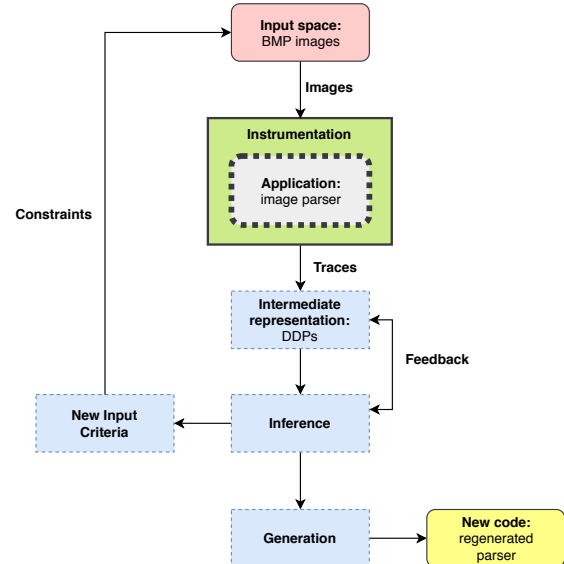 Input space:
BMP images
Images
Instrumentation
Application:
image parser
Constraints
Traces
Intermediate
representation:
DDPs
Feedback
New Input
Criteria
Inference
Generation
New code:
regenerated
parser